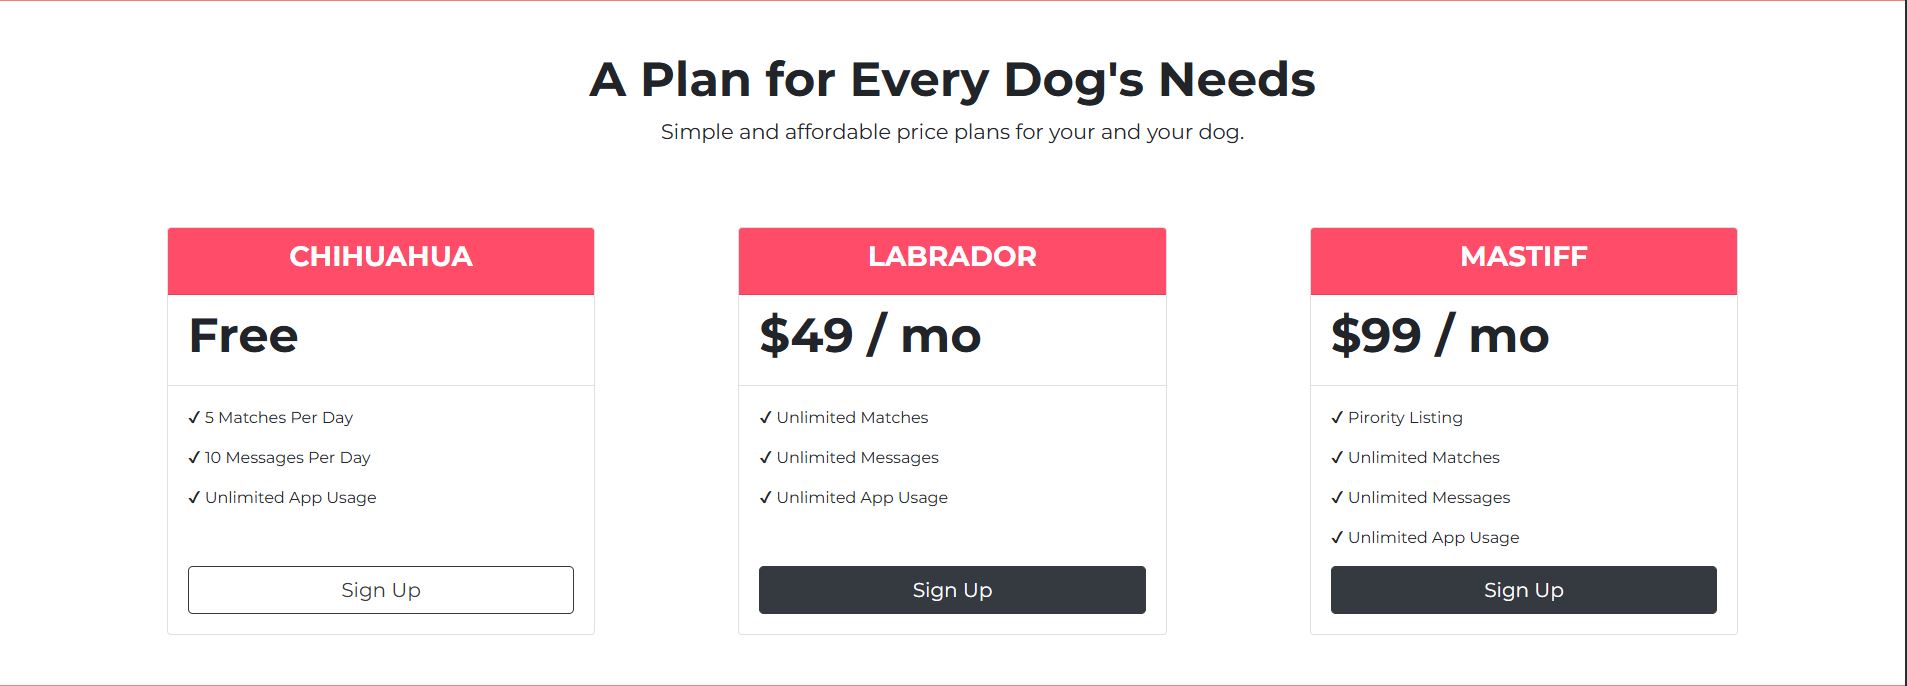 A Plan for Every Dog's Needs
Simple and affordable price plans for your and your dog.
CHIHUAHUA
Free
✓ 5 Matches Per Day
✓ 10 Messages Per Day
✓ Unlimited App Usage
Sign Up
LABRADOR
$49 / mo
✓ Unlimited Matches
✓ Unlimited Messages
✓ Unlimited App Usage
Sign Up
MASTIFF
$99 / mo
✓ Pirority Listing
✓ Unlimited Matches
✓ Unlimited Messages
✓ Unlimited App Usage
Sign Up